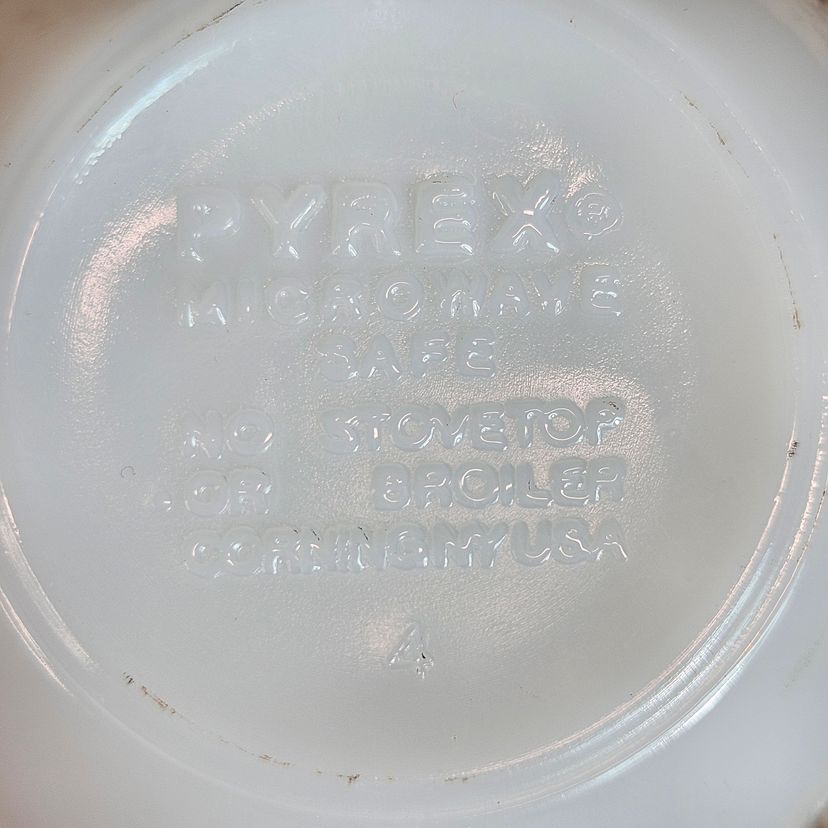 PYREX®
MICROWAVE
SAFE
NO STOVETOP
OR BROILER
CORNING NY USA
4